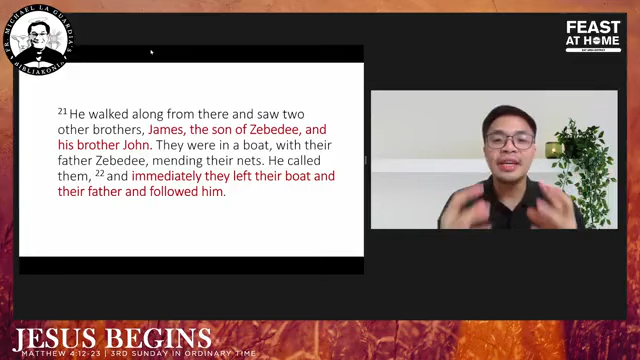 FR. MICHAEL LA GUARDIA'S
BIBLIAKONIA
FEAST
AT HOME
21 He walked along from there and saw two
other brothers, James, the son of Zebedee, and
his brother John. They were in a boat, with their
father Zebedee, mending their nets. He called
them, 22 and immediately they left their boat and
their father and followed him.
JESUS BEGINS
MATTHEW 4:12-23 | 3RD SUNDAY IN ORDINARY TIME